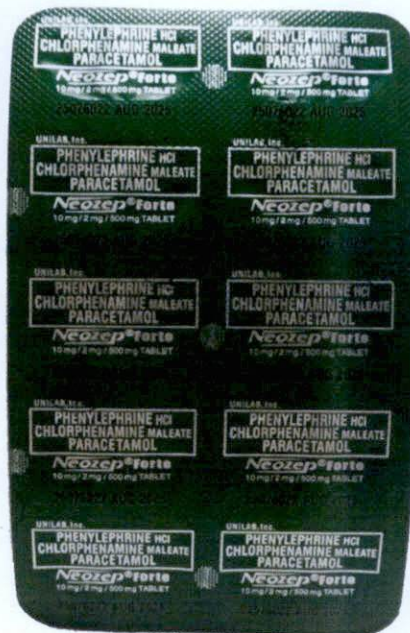 PHENYLEPHRINE HCl
CHLORPHENAMINE MALEATE
PARACETAMOL
Neozep® Forte
10 mg / 2 mg / 500 mg TABLET
AUG 2025
PHENYLEPHRINE HCl
CHLORPHENAMINE MALEATE
PARACETAMOL
Neozep® Forte
10 mg / 2 mg / 500 mg TABLET
AUG 2025
UNILAB, Inc.
PHENYLEPHRINE HCl
CHLORPHENAMINE MALEATE
PARACETAMOL
Neozep® Forte
10 mg / 2 mg / 500 mg TABLET
UNILAB, Inc.
PHENYLEPHRINE HCl
CHLORPHENAMINE MALEATE
PARACETAMOL
Neozep® Forte
10 mg / 2 mg / 500 mg TABLET
UNILAB, Inc.
PHENYLEPHRINE HCl
CHLORPHENAMINE MALEATE
PARACETAMOL
Neozep® Forte
10 mg / 2 mg / 500 mg TABLET
UNILAB, Inc.
PHENYLEPHRINE HCl
CHLORPHENAMINE MALEATE
PARACETAMOL
Neozep® Forte
10 mg / 2 mg / 500 mg TABLET
UNILAB, Inc.
PHENYLEPHRINE HCl
CHLORPHENAMINE MALEATE
PARACETAMOL
Neozep® Forte
10 mg / 2 mg / 500 mg TABLET
UNILAB, Inc.
PHENYLEPHRINE HCl
CHLORPHENAMINE MALEATE
PARACETAMOL
Neozep® Forte
10 mg / 2 mg / 500 mg TABLET
UNILAB, Inc.
PHENYLEPHRINE HCl
CHLORPHENAMINE MALEATE
PARACETAMOL
Neozep® Forte
10 mg / 2 mg / 500 mg TABLET
UNILAB, Inc.
PHENYLEPHRINE HCl
CHLORPHENAMINE MALEATE
PARACETAMOL
Neozep® Forte
10 mg / 2 mg / 500 mg TABLET